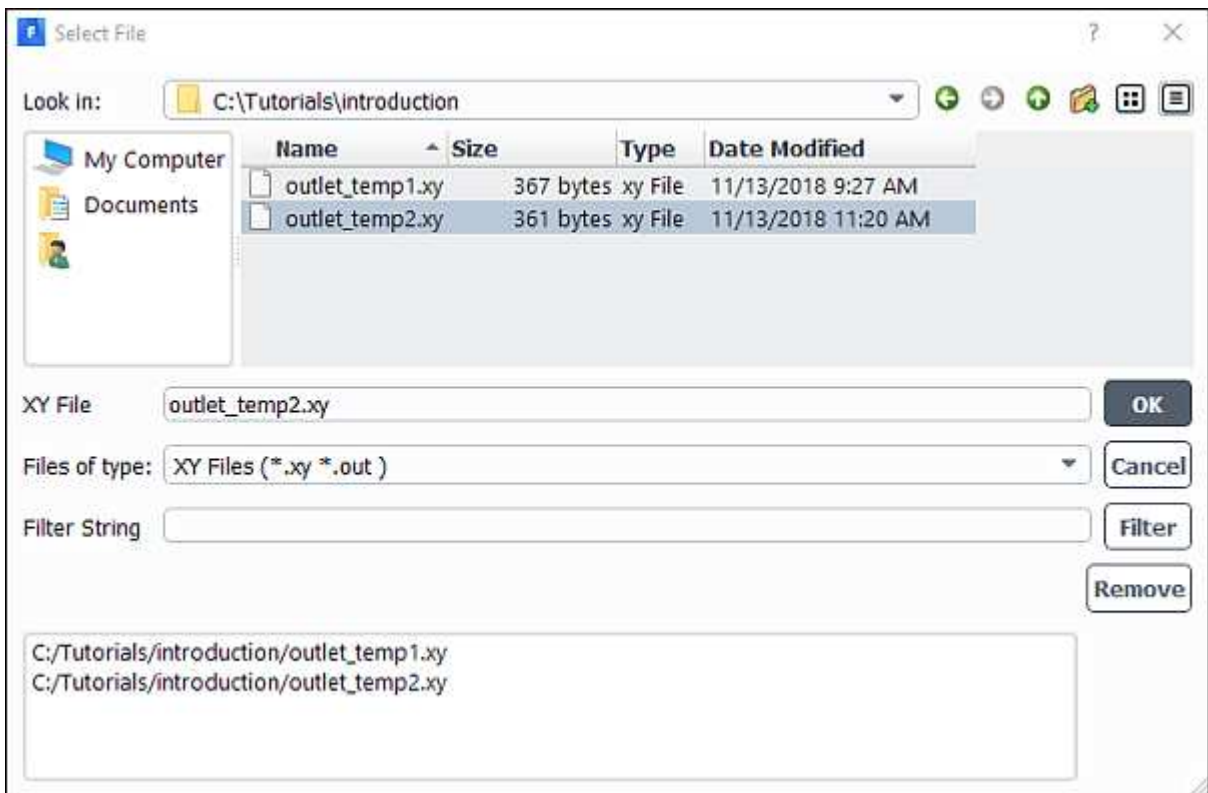 F Select File ?
Look in: C:\Tutorials\introduction
My Computer
Documents
Name Size Type Date Modified
outlet_temp1.xy 367 bytes xy File 11/13/2018 9:27 AM
outlet_temp2.xy 361 bytes xy File 11/13/2018 11:20 AM
XY File outlet_temp2.xy OK
Files of type: XY Files (*.xy *.out ) Cancel
Filter String Filter
Remove
C:/Tutorials/introduction/outlet_temp1.xy
C:/Tutorials/introduction/outlet_temp2.xy